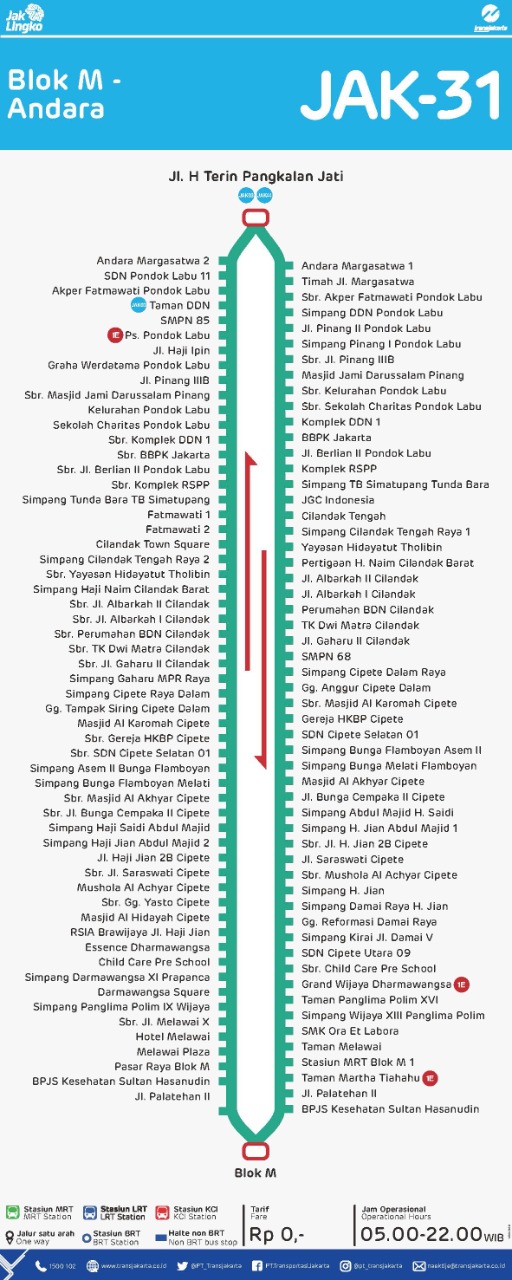 Jak
Lingko
transjakarta
Blok M -
Andara
JAK-31
Jl. H Terin Pangkalan Jati
Andara Margasatwa 2
SDN Pondok Labu 11
Akper Fatmawati Pondok Labu
Taman DDN
SMPN 85
1E Ps. Pondok Labu
Jl. Haji Ipin
Graha Werdatama Pondok Labu
Jl. Pinang IIIB
Sbr. Masjid Jami Darussalam Pinang
Kelurahan Pondok Labu
Sekolah Charitas Pondok Labu
Sbr. Komplek DDN 1
Sbr. BBPK Jakarta
Sbr. Jl. Berlian II Pondok Labu
Sbr. Komplek RSPP
Simpang Tunda Bara TB Simatupang
Fatmawati 1
Fatmawati 2
Cilandak Town Square
Simpang Cilandak Tengah Raya 2
Sbr. Yayasan Hidayatut Tholibin
Simpang Haji Naim Cilandak Barat
Sbr. Jl. Albarkah II Cilandak
Sbr. Jl. Albarkah I Cilandak
Sbr. Perumahan BDN Cilandak
Sbr. TK Dwi Matra Cilandak
Sbr. Jl. Gaharu II Cilandak
Simpang Gaharu MPR Raya
Simpang Cipete Raya Dalam
Gg. Tampak Siring Cipete Dalam
Masjid Al Karomah Cipete
Sbr. Gereja HKBP Cipete
Sbr. SDN Cipete Selatan 01
Simpang Asem II Bunga Flamboyan
Simpang Bunga Flamboyan Melati
Sbr. Masjid Al Akhyar Cipete
Sbr. Jl. Bunga Cempaka II Cipete
Simpang Haji Saidi Abdul Majid
Simpang Haji Jian Abdul Majid 2
Jl. Haji Jian 2B Cipete
Sbr. Jl. Saraswati Cipete
Mushola Al Achyar Cipete
Sbr. Gg. Yasto Cipete
Masjid Al Hidayah Cipete
RSIA Brawijaya Jl. Haji Jian
Essence Dharmawangsa
Child Care Pre School
Simpang Darmawangsa XI Prapanca
Darmawangsa Square
Simpang Panglima Polim IX Wijaya
Sbr. Jl. Melawai X
Hotel Melawai
Melawai Plaza
Pasar Raya Blok M
BPJS Kesehatan Sultan Hasanudin
Jl. Palatehan II
Andara Margasatwa 1
Timah Jl. Margasatwa
Sbr. Akper Fatmawati Pondok Labu
Simpang DDN Pondok Labu
Jl. Pinang II Pondok Labu
Simpang Pinang I Pondok Labu
Sbr. Jl. Pinang IIIB
Masjid Jami Darussalam Pinang
Sbr. Kelurahan Pondok Labu
Sbr. Sekolah Charitas Pondok Labu
Komplek DDN 1
BBPK Jakarta
Jl. Berlian II Pondok Labu
Komplek RSPP
Simpang TB Simatupang Tunda Bara
JGC Indonesia
Cilandak Tengah
Simpang Cilandak Tengah Raya 1
Yayasan Hidayatut Tholibin
Pertigaan H. Naim Cilandak Barat
Jl. Albarkah II Cilandak
Jl. Albarkah I Cilandak
Perumahan BDN Cilandak
TK Dwi Matra Cilandak
Jl. Gaharu II Cilandak
SMPN 68
Simpang Cipete Dalam Raya
Gg. Anggur Cipete Dalam
Sbr. Masjid Al Karomah Cipete
Gereja HKBP Cipete
SDN Cipete Selatan 01
Simpang Bunga Flamboyan Asem II
Simpang Bunga Melati Flamboyan
Masjid Al Akhyar Cipete
Jl. Bunga Cempaka II Cipete
Simpang Abdul Majid H. Saidi
Simpang H. Jian Abdul Majid 1
Sbr. Jl. H. Jian 2B Cipete
Jl. Saraswati Cipete
Sbr. Mushola Al Achyar Cipete
Simpang H. Jian
Simpang Damai Raya H. Jian
Gg. Reformasi Damai Raya
Simpang Kirai Jl. Damai V
SDN Cipete Utara 09
Sbr. Child Care Pre School
Grand Wijaya Dharmawangsa 1E
Taman Panglima Polim XVI
Simpang Wijaya XIII Panglima Polim
SMK Ora Et Labora
Taman Melawai
Stasiun MRT Blok M 1
Taman Martha Tiahahu 1E
Jl. Palatehan II
BPJS Kesehatan Sultan Hasanudin
Blok M
Stasiun MRT
MRT Station
Stasiun LRT
LRT Station
Stasiun KCI
KCI Station
Jalur satu arah
One way
Stasiun BRT
BRT Station
Halte non BRT
Non BRT bus stop
Tarif
Fare
Rp 0,-
Jam Operasional
Operational Hours
05.00-22.00 WIB
1500 102
www.transjakarta.co.id
@PT_Transjakarta
PT.TransportasiJakarta
@pt_transjakarta
naektije@transjakarta.co.id